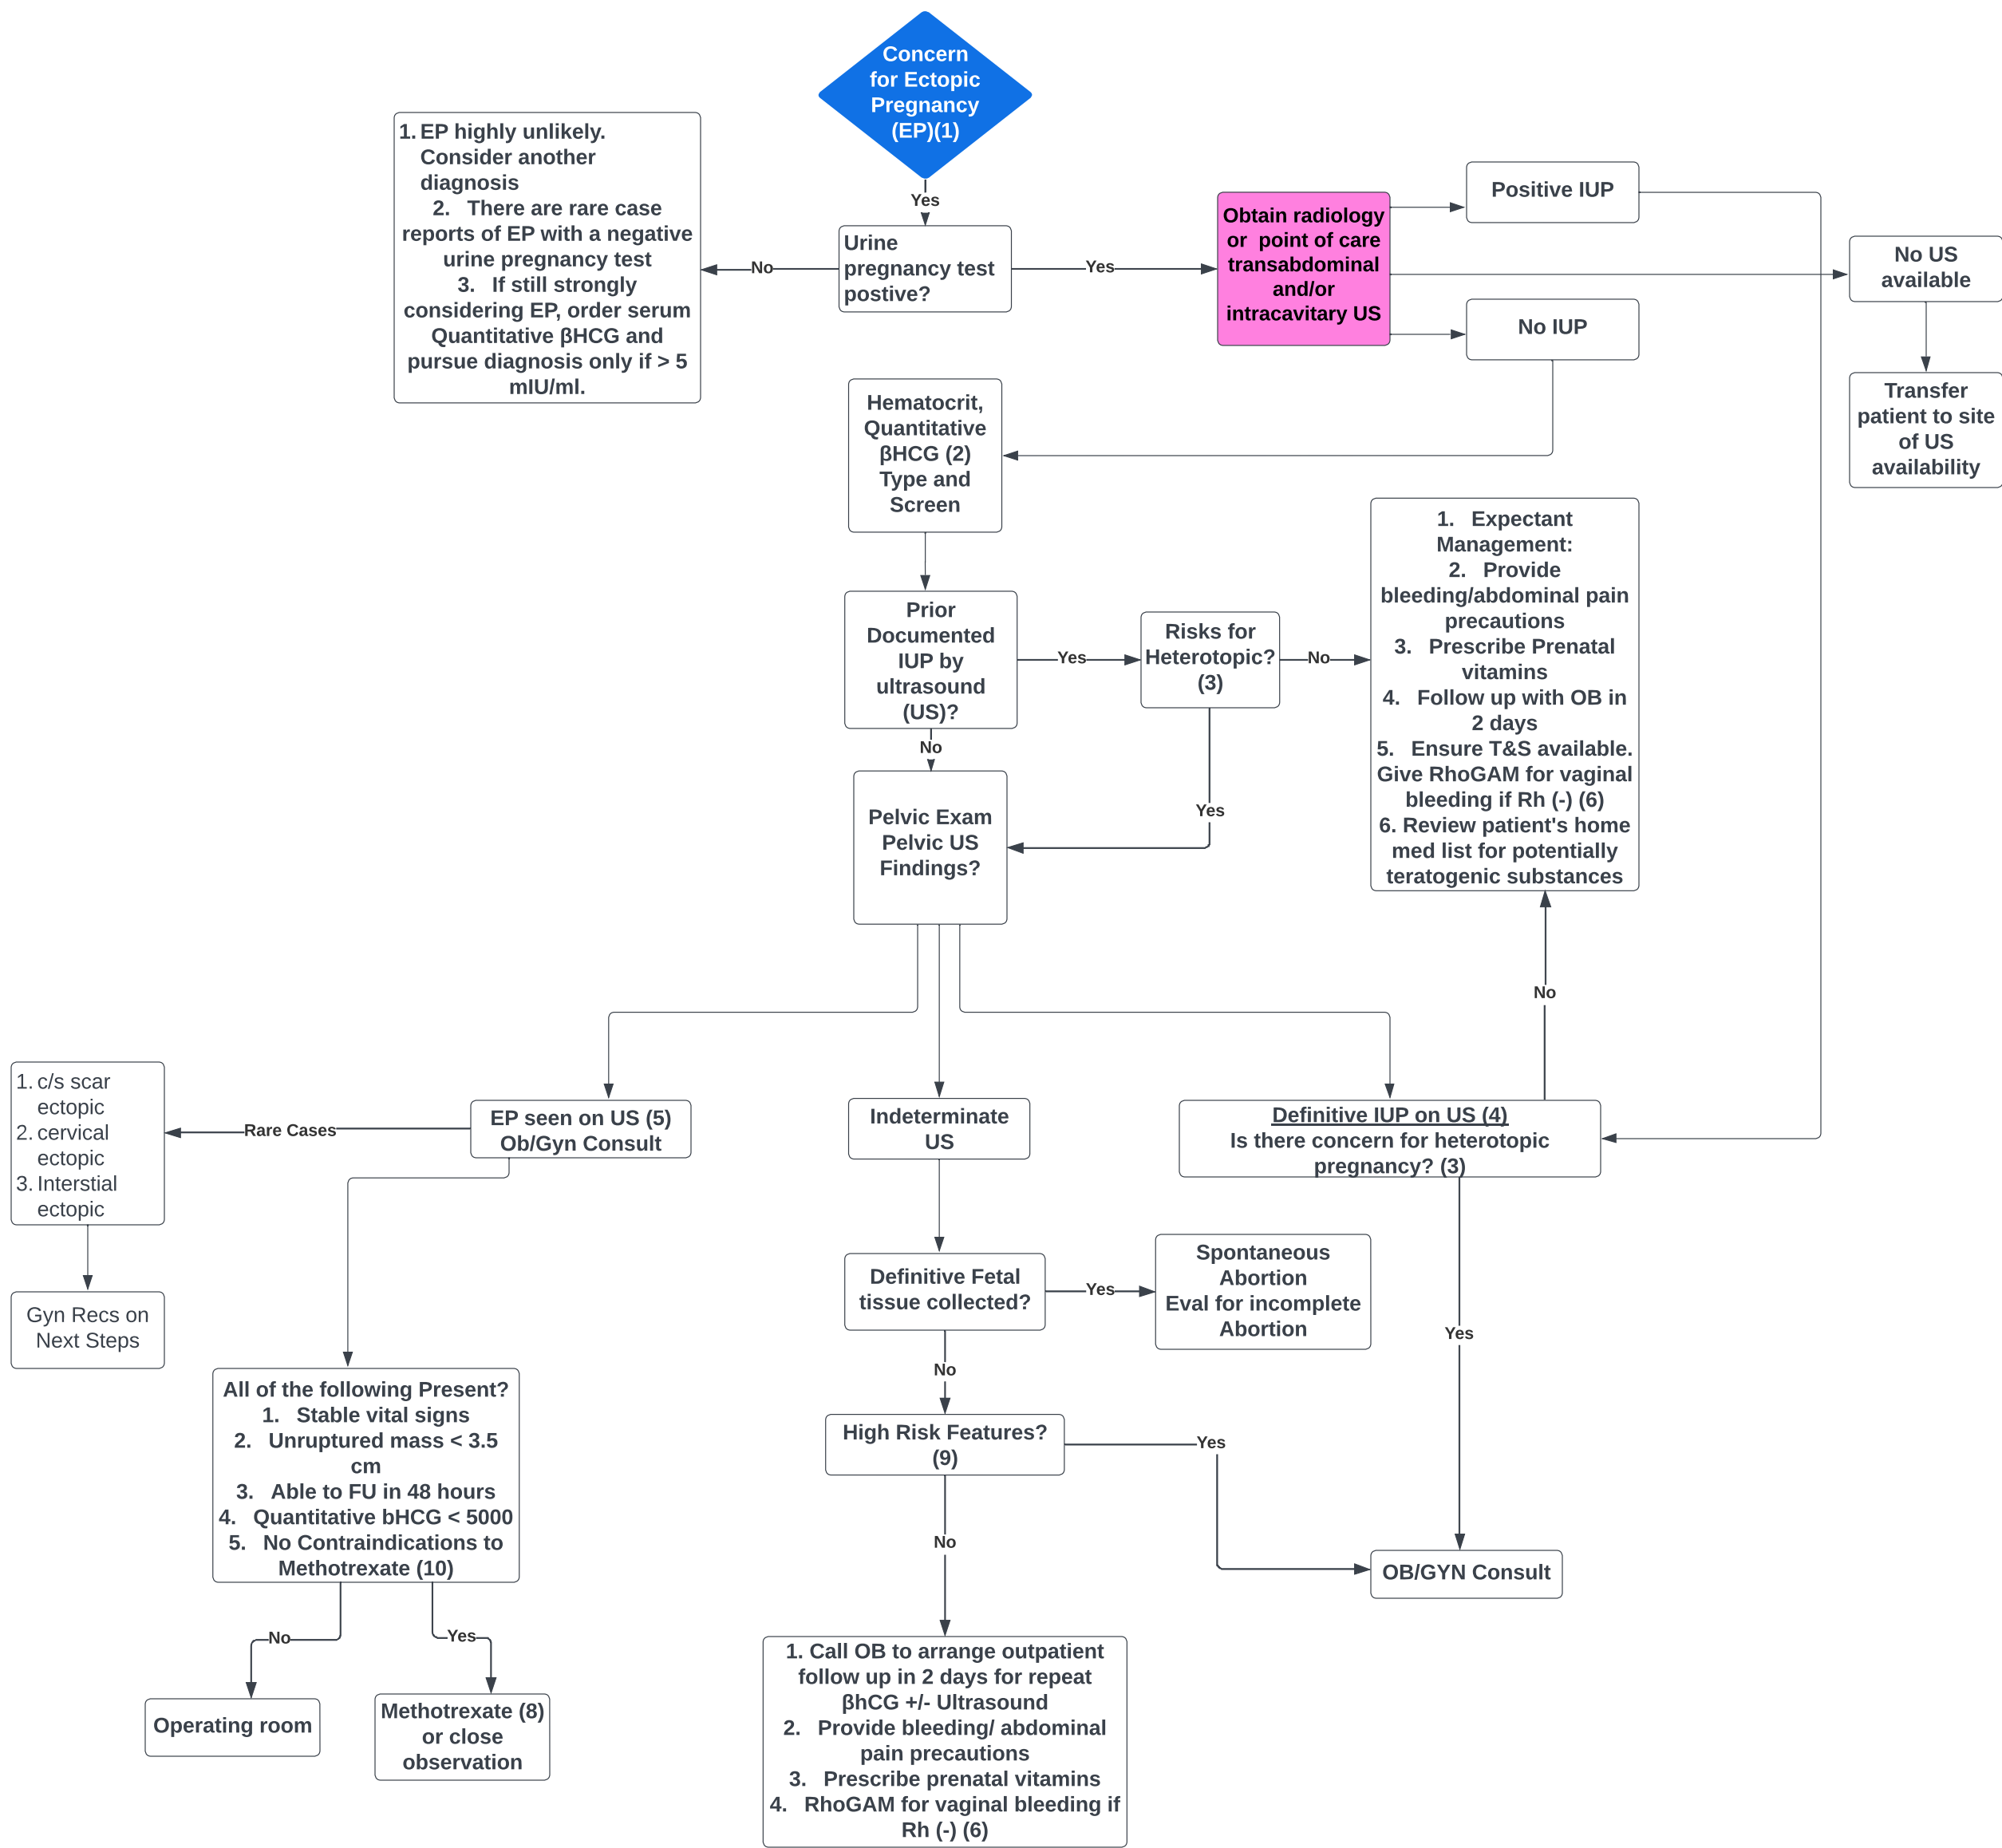 Concern
for Ectopic
Pregnancy
(EP)(1)
Yes
1. EP highly unlikely.
Consider another
diagnosis
2. There are rare case
reports of EP with a negative
urine pregnancy test
3. If still strongly
considering EP, order serum
Quantitative βHCG and
pursue diagnosis only if > 5
mIU/ml.
No
Urine
pregnancy test
postive?
Yes
Obtain radiology
or point of care
transabdominal
and/or
intracavitary US
Positive IUP
No US
available
No IUP
Transfer
patient to site
of US
availability
Hematocrit,
Quantitative
βHCG (2)
Type and
Screen
Prior
Documented
IUP by
ultrasound
(US)?
Yes
Risks for
Heterotopic?
(3)
No
1. Expectant
Management:
2. Provide
bleeding/abdominal pain
precautions
3. Prescribe Prenatal
vitamins
4. Follow up with OB in
2 days
5. Ensure T&S available.
Give RhoGAM for vaginal
bleeding if Rh (-) (6)
6. Review patient's home
med list for potentially
teratogenic substances
No
Yes
Pelvic Exam
Pelvic US
Findings?
No
1. c/s scar
ectopic
2. cervical
ectopic
3. Interstial
ectopic
Rare Cases
EP seen on US (5)
Ob/Gyn Consult
Indeterminate
US
Definitive IUP on US (4)
Is there concern for heterotopic
pregnancy? (3)
Gyn Recs on
Next Steps
Definitive Fetal
tissue collected?
Yes
Spontaneous
Abortion
Eval for incomplete
Abortion
Yes
No
All of the following Present?
1. Stable vital signs
2. Unruptured mass < 3.5
cm
3. Able to FU in 48 hours
4. Quantitative bHCG < 5000
5. No Contraindications to
Methotrexate (10)
High Risk Features?
(9)
Yes
No
OB/GYN Consult
No
Yes
Operating room
Methotrexate (8)
or close
observation
1. Call OB to arrange outpatient
follow up in 2 days for repeat
βhCG +/- Ultrasound
2. Provide bleeding/ abdominal
pain precautions
3. Prescribe prenatal vitamins
4. RhoGAM for vaginal bleeding if
Rh (-) (6)